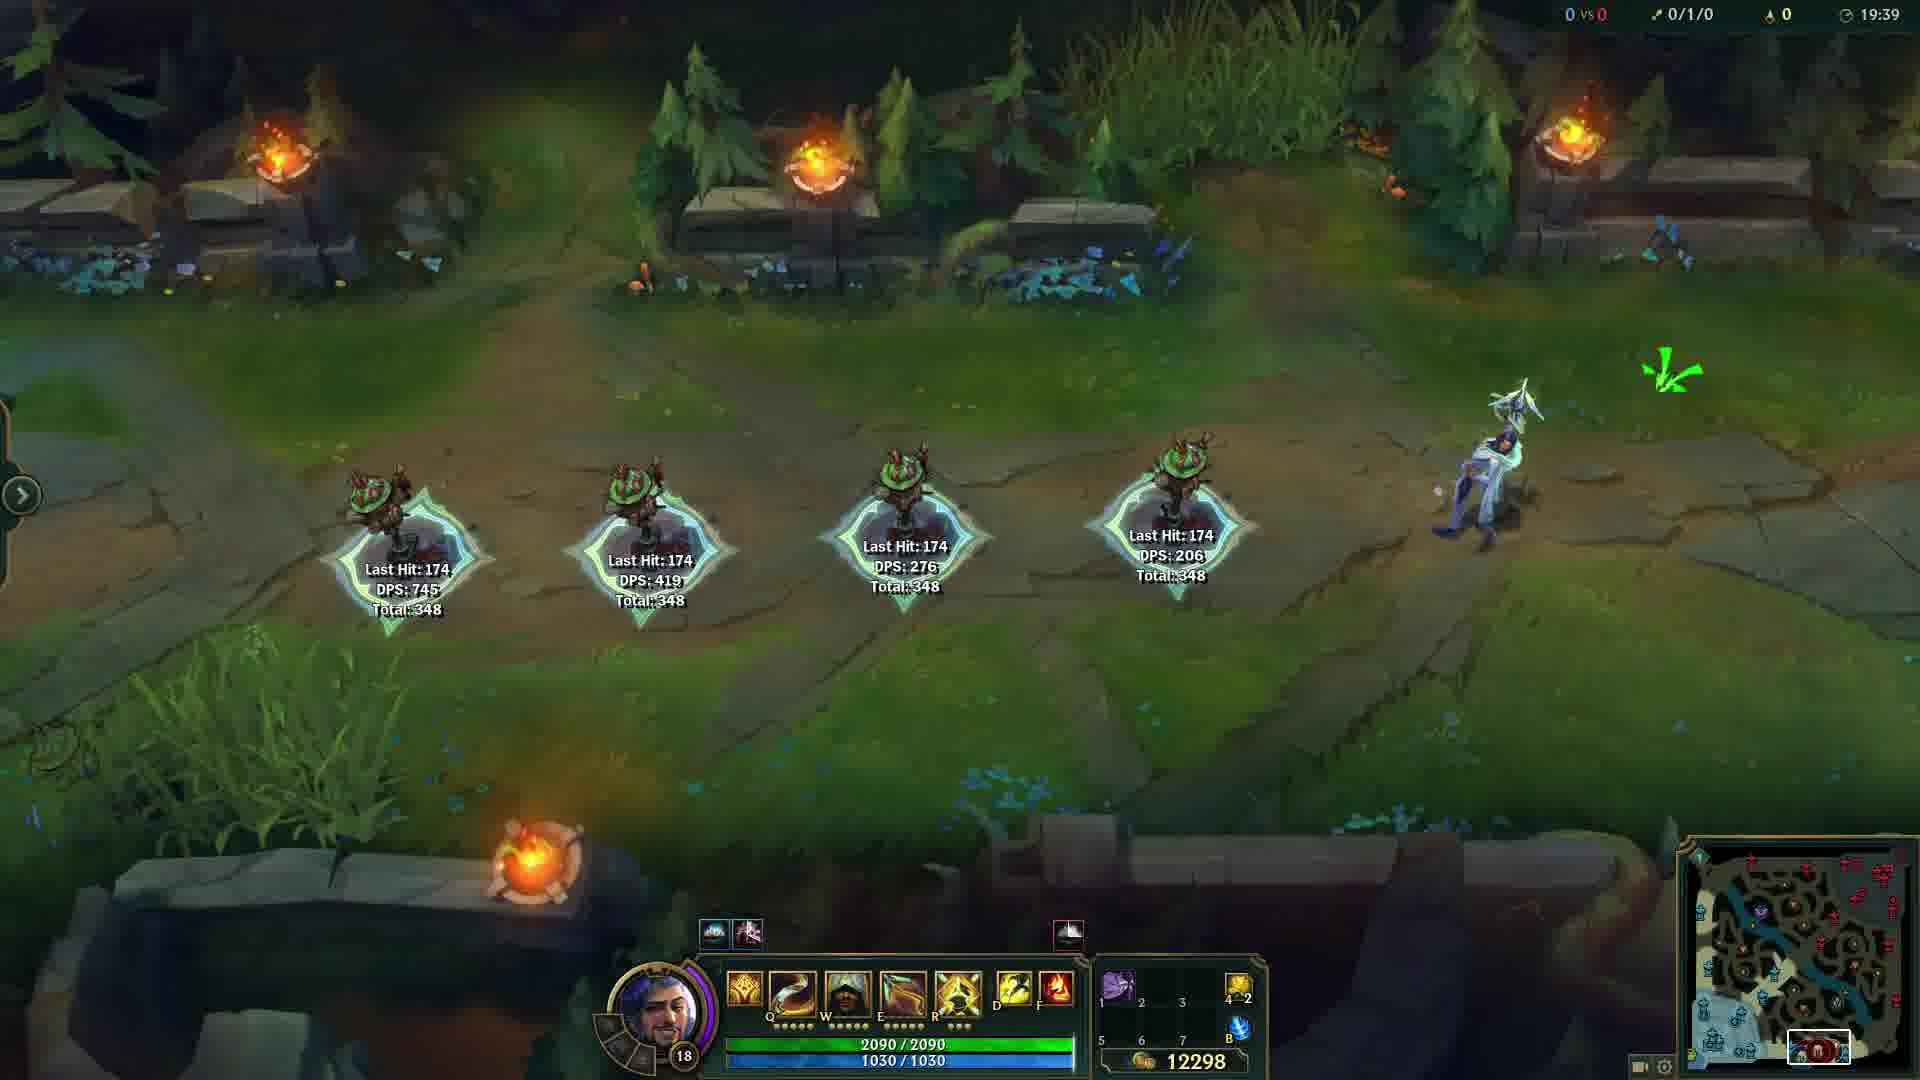 0 vs 0 0/1/0 0 19:39
Last Hit: 174
DPS: 745
Total: 348
Last Hit: 174
DPS: 419
Total: 348
Last Hit: 174
DPS: 276
Total: 348
Last Hit: 174
DPS: 206
Total: 348
Q W E R D F
1 2 3 4 2
5 6 7 B
18
2090 / 2090
1030 / 1030
12298